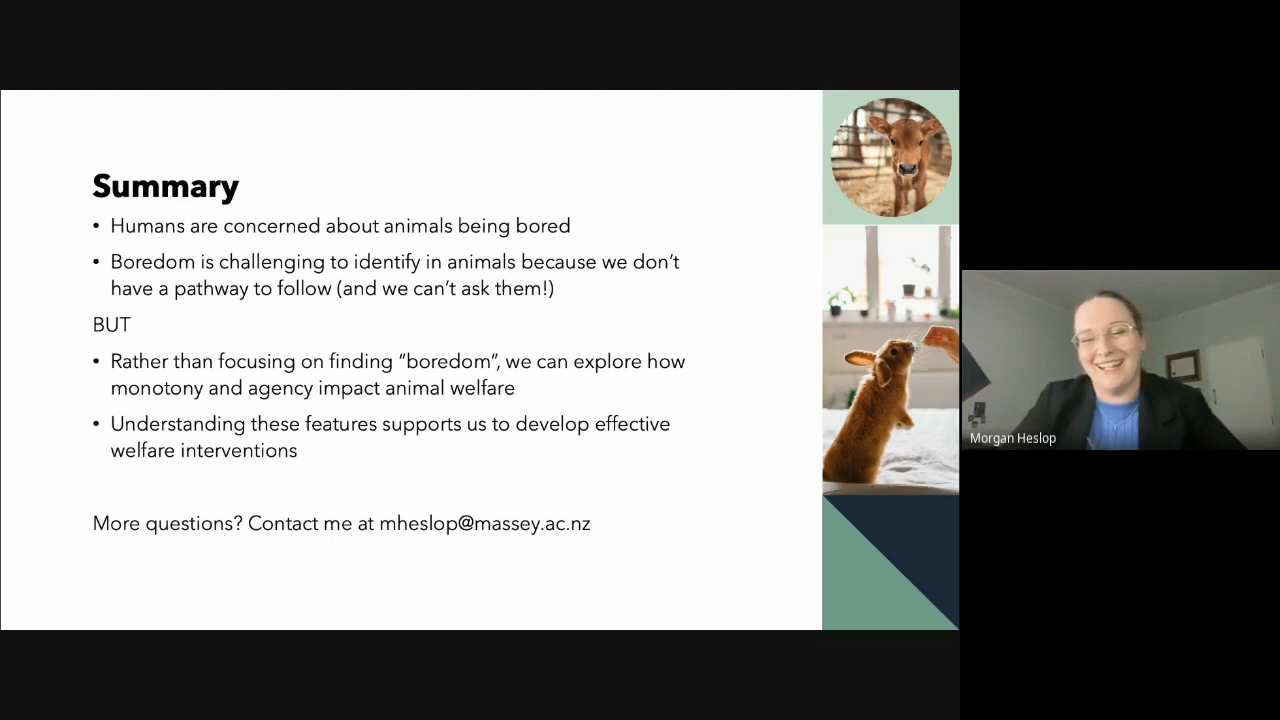 Summary
• Humans are concerned about animals being bored
• Boredom is challenging to identify in animals because we don’t
have a pathway to follow (and we can’t ask them!)
BUT
• Rather than focusing on finding “boredom”, we can explore how
monotony and agency impact animal welfare
• Understanding these features supports us to develop effective
welfare interventions
More questions? Contact me at mheslop@massey.ac.nz
Morgan Heslop